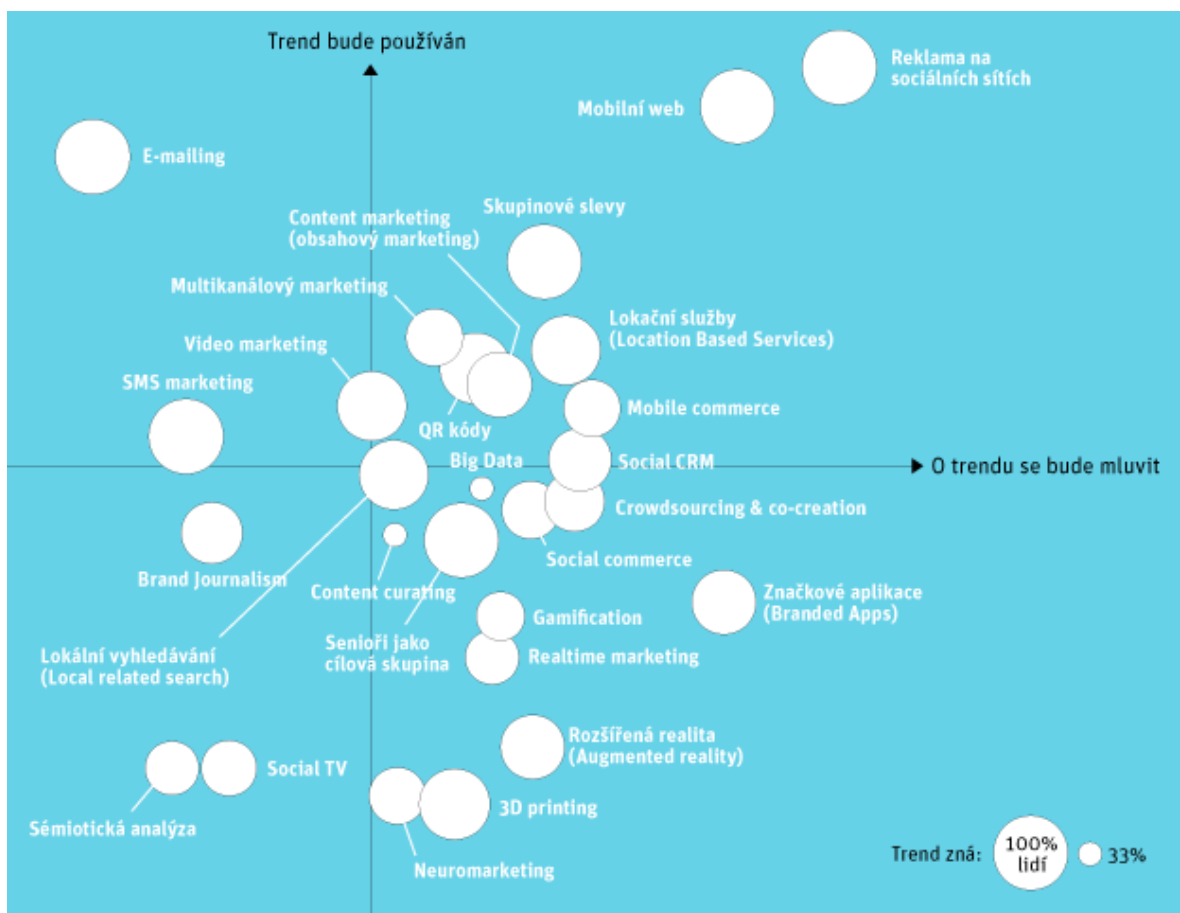 Trend bude používán
Reklama na
sociálních sítích
Mobilní web
E-mailing
Skupinové slevy
Content marketing
(obsahový marketing)
Multikanálový marketing
Lokační služby
(Location Based Services)
Video marketing
SMS marketing
Mobile commerce
QR kódy
Big Data
Social CRM
O trendu se bude mluvit
Crowdsourcing & co-creation
Social commerce
Brand Journalism
Content curating
Značkové aplikace
(Branded Apps)
Gamification
Senioři jako
cílová skupina
Realtime marketing
Lokální vyhledávání
(Local related search)
Rozšířená realita
(Augmented reality)
Social TV
3D printing
Sémiotická analýza
Neuromarketing
Trend zná:
100%
lidí
33%